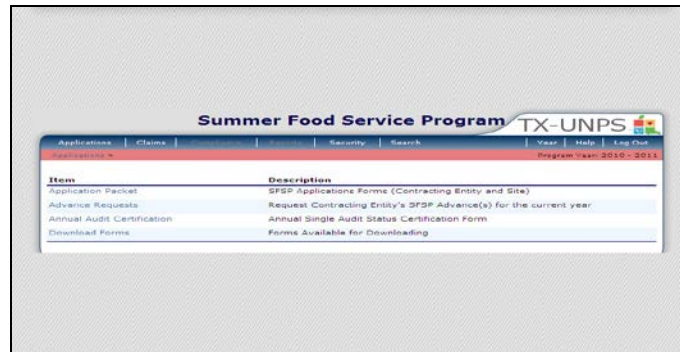 Summer Food Service Program TX-UNPS
Applications | Claims | | Reports | Security | Search | Year | Help | Log Out
Applications > Program Year: 2010 - 2011
Item Description
Application Packet SFSP Applications Forms (Contracting Entity and Site)
Advance Requests Request Contracting Entity's SFSP Advance(s) for the current year
Annual Audit Certification Annual Single Audit Status Certification Form
Download Forms Forms Available for Downloading